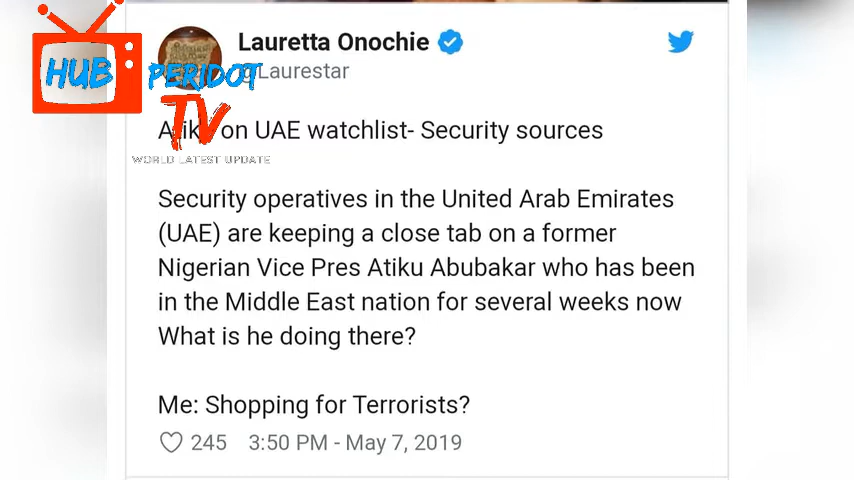 HUB
PERIDOT
TV
WORLD LATEST UPDATE
Lauretta Onochie
@Laurestar
on UAE watchlist- Security sources
Security operatives in the United Arab Emirates
(UAE) are keeping a close tab on a former
Nigerian Vice Pres Atiku Abubakar who has been
in the Middle East nation for several weeks now
What is he doing there?
Me: Shopping for Terrorists?
245 3:50 PM - May 7, 2019